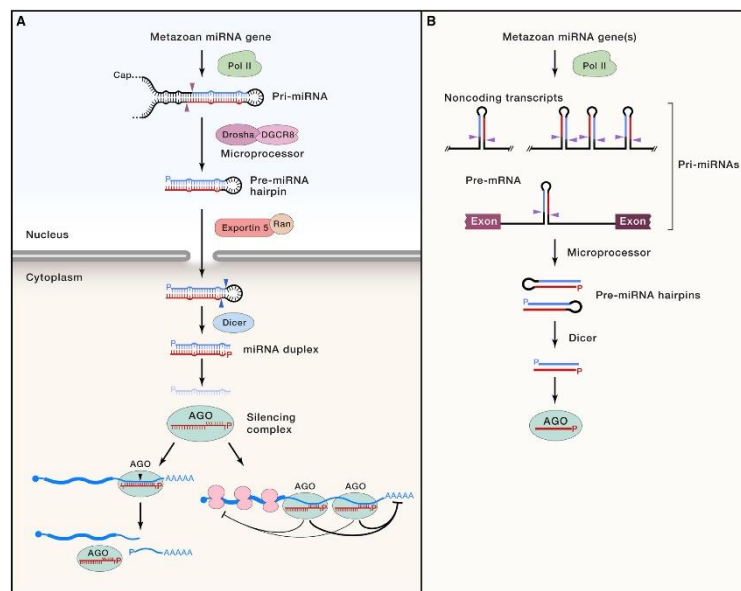 A
Metazoan miRNA gene
Pol II
Cap
Pri-miRNA
Drosha
DGCR8
Microprocessor
P
Pre-miRNA
hairpin
Exportin 5
Ran
Nucleus
Cytoplasm
P
Dicer
P
miRNA duplex
P
P
AGO
P
Silencing
complex
AGO
P
AAAAA
AGO
P
AGO
P
AAAAA
AGO
P
P
AAAAA
B
Metazoan miRNA gene(s)
Pol II
Noncoding transcripts
Pri-miRNAs
Pre-mRNA
Exon
Exon
Microprocessor
P
Pre-miRNA hairpins
P
Dicer
P
P
AGO
P